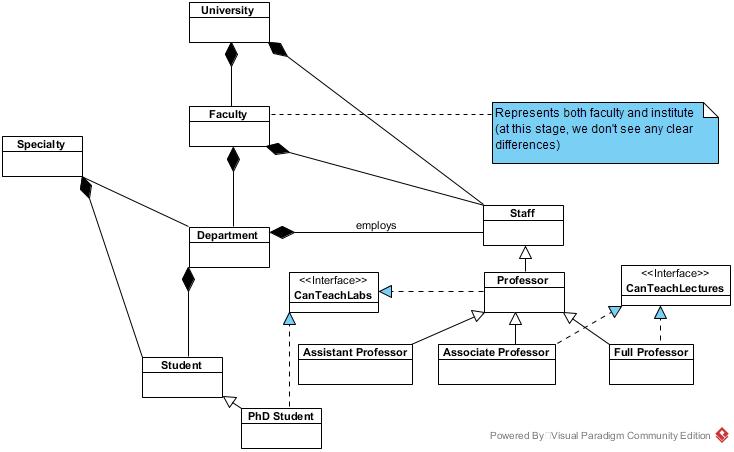 University
Faculty
Represents both faculty and institute
(at this stage, we don't see any clear
differences)
Specialty
Staff
Department
employs
<<Interface>>
CanTeachLabs
Professor
<<Interface>>
CanTeachLectures
Student
Assistant Professor
Associate Professor
Full Professor
PhD Student
Powered By Visual Paradigm Community Edition